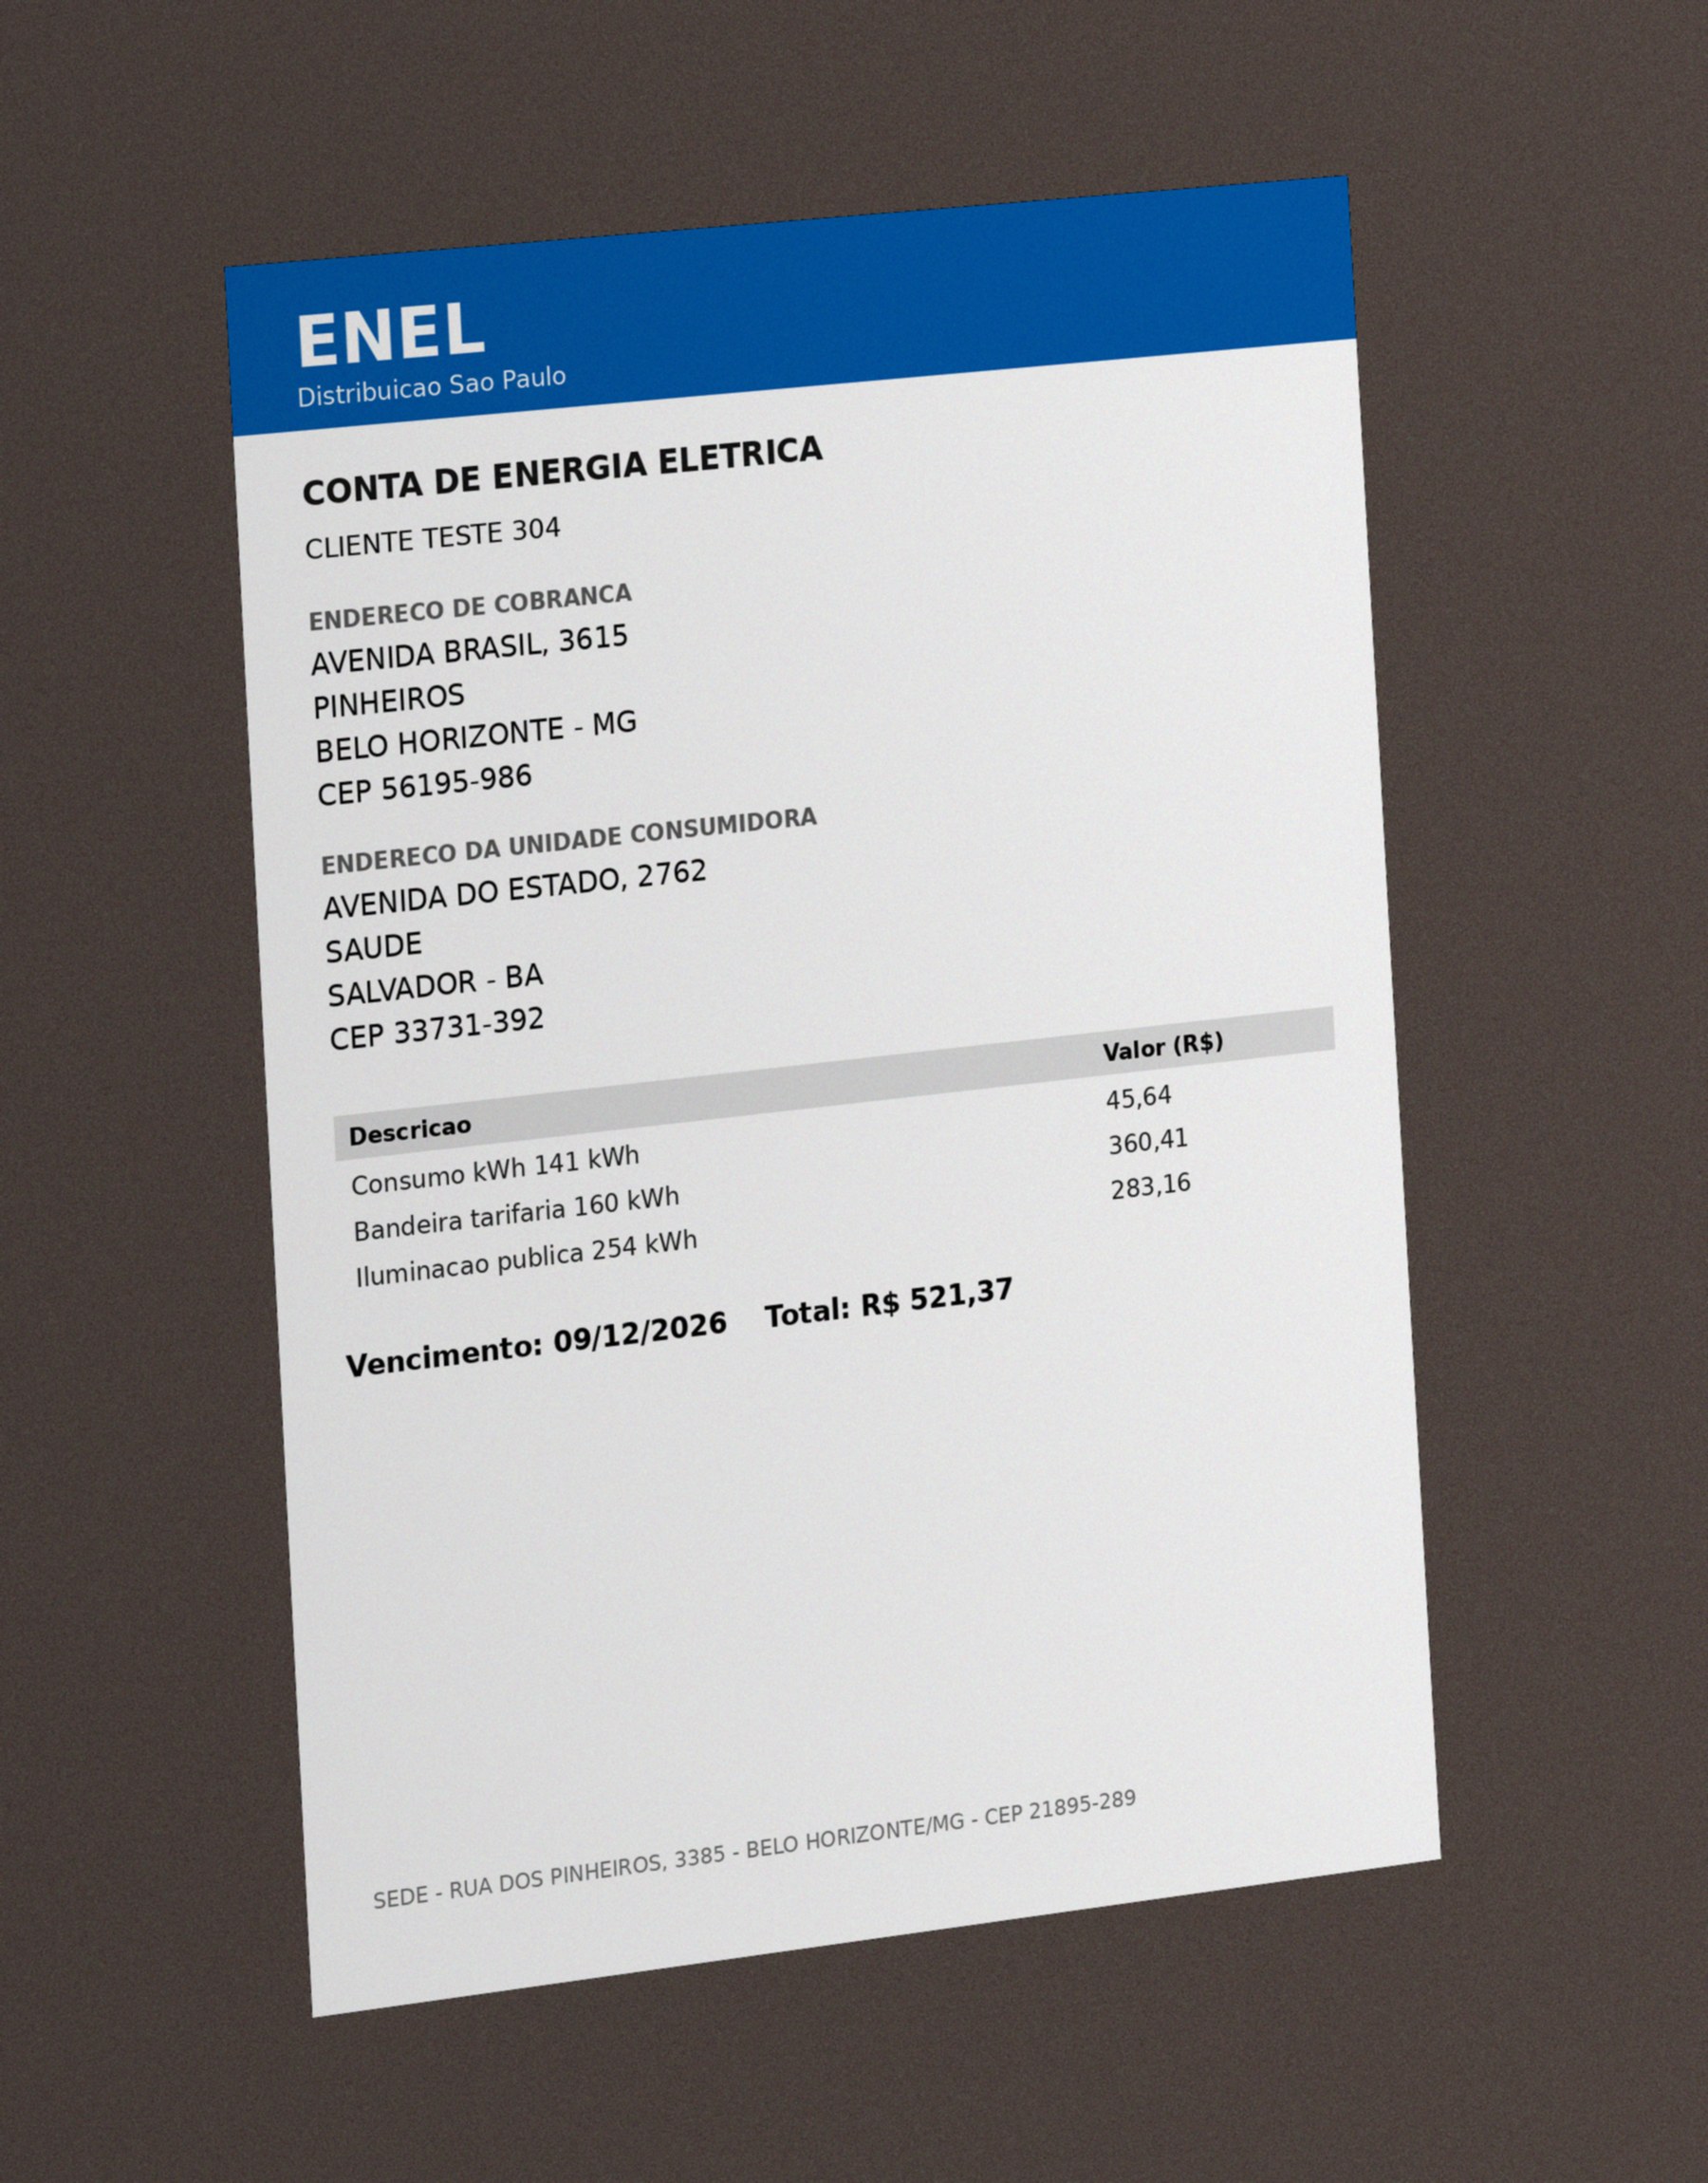 ENEL
Distribuicao Sao Paulo
CONTA DE ENERGIA ELETRICA
CLIENTE TESTE 304
ENDERECO DE COBRANCA
AVENIDA BRASIL, 3615
PINHEIROS
BELO HORIZONTE - MG
CEP 56195-986
ENDERECO DA UNIDADE CONSUMIDORA
AVENIDA DO ESTADO, 2762
SAUDE
SALVADOR - BA
CEP 33731-392
Descricao Valor (R$)
Consumo kWh 141 kWh 45,64
Bandeira tarifaria 160 kWh 360,41
Iluminacao publica 254 kWh 283,16
Vencimento: 09/12/2026 Total: R$ 521,37
SEDE - RUA DOS PINHEIROS, 3385 - BELO HORIZONTE/MG - CEP 21895-289